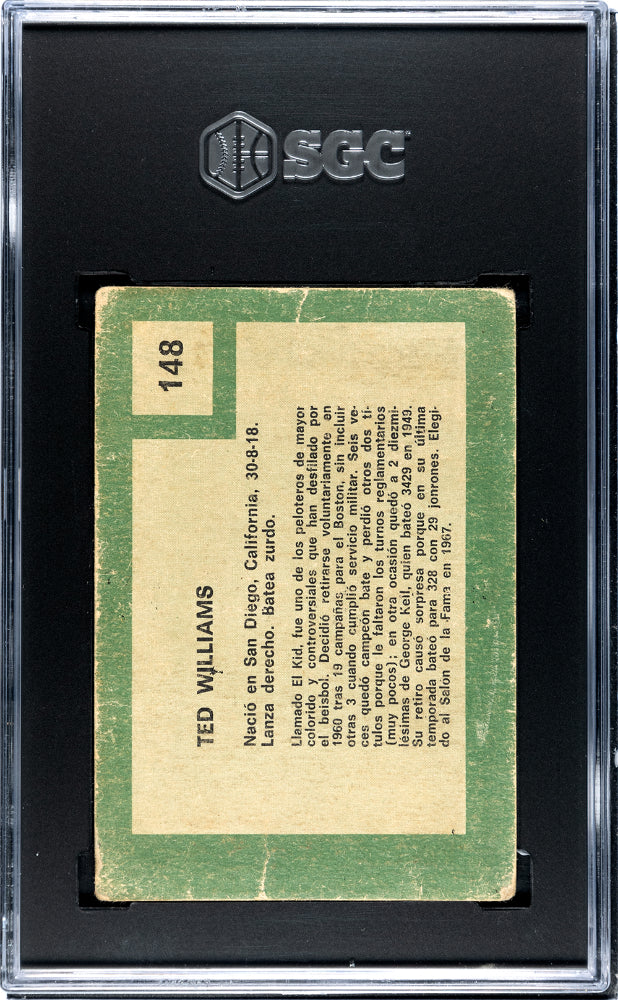 SGC
148
TED WILLIAMS
Nació en San Diego, California, 30-8-18.
Lanza derecho. Batea zurdo.
Llamado El Kid, fue uno de los peloteros de mayor
colorido y controversiales que han desfilado por
el beisbol. Decidió retirarse voluntariamente en
1960 tras 19 campañas para el Boston, sin incluir
otras 3 cuando cumplió servicio militar. Seis ve-
ces quedó campeón bate y perdió otros dos tí-
tulos porque le faltaron los turnos reglamentarios
(muy pocos); en otra ocasión quedó a 2 diezmi-
lésimas de George Kell, quien bateó 3429 en 1949.
Su retiro causó sorpresa porque en su última
temporada bateó para 328 con 29 jonrones. Elegi-
do al Salón de la Fama en 1967.